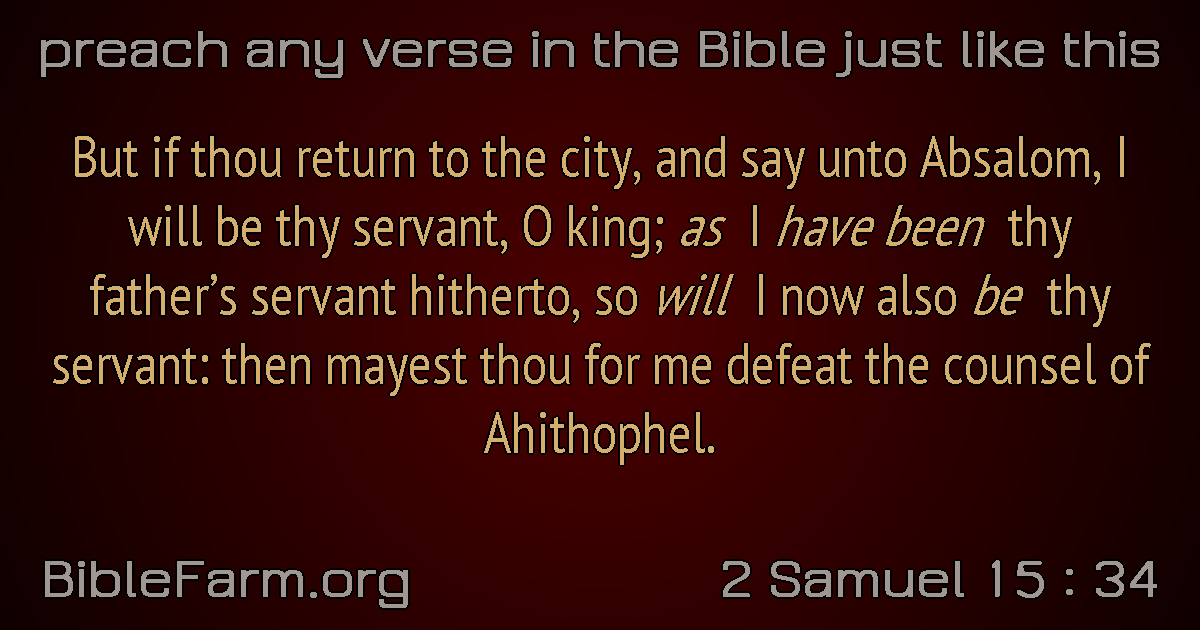 preach any verse in the Bible just like this
But if thou return to the city, and say unto Absalom, I
will be thy servant, O king; as I have been thy
father’s servant hitherto, so will I now also be thy
servant: then mayest thou for me defeat the counsel of
Ahithophel.
BibleFarm.org
2 Samuel 15 : 34